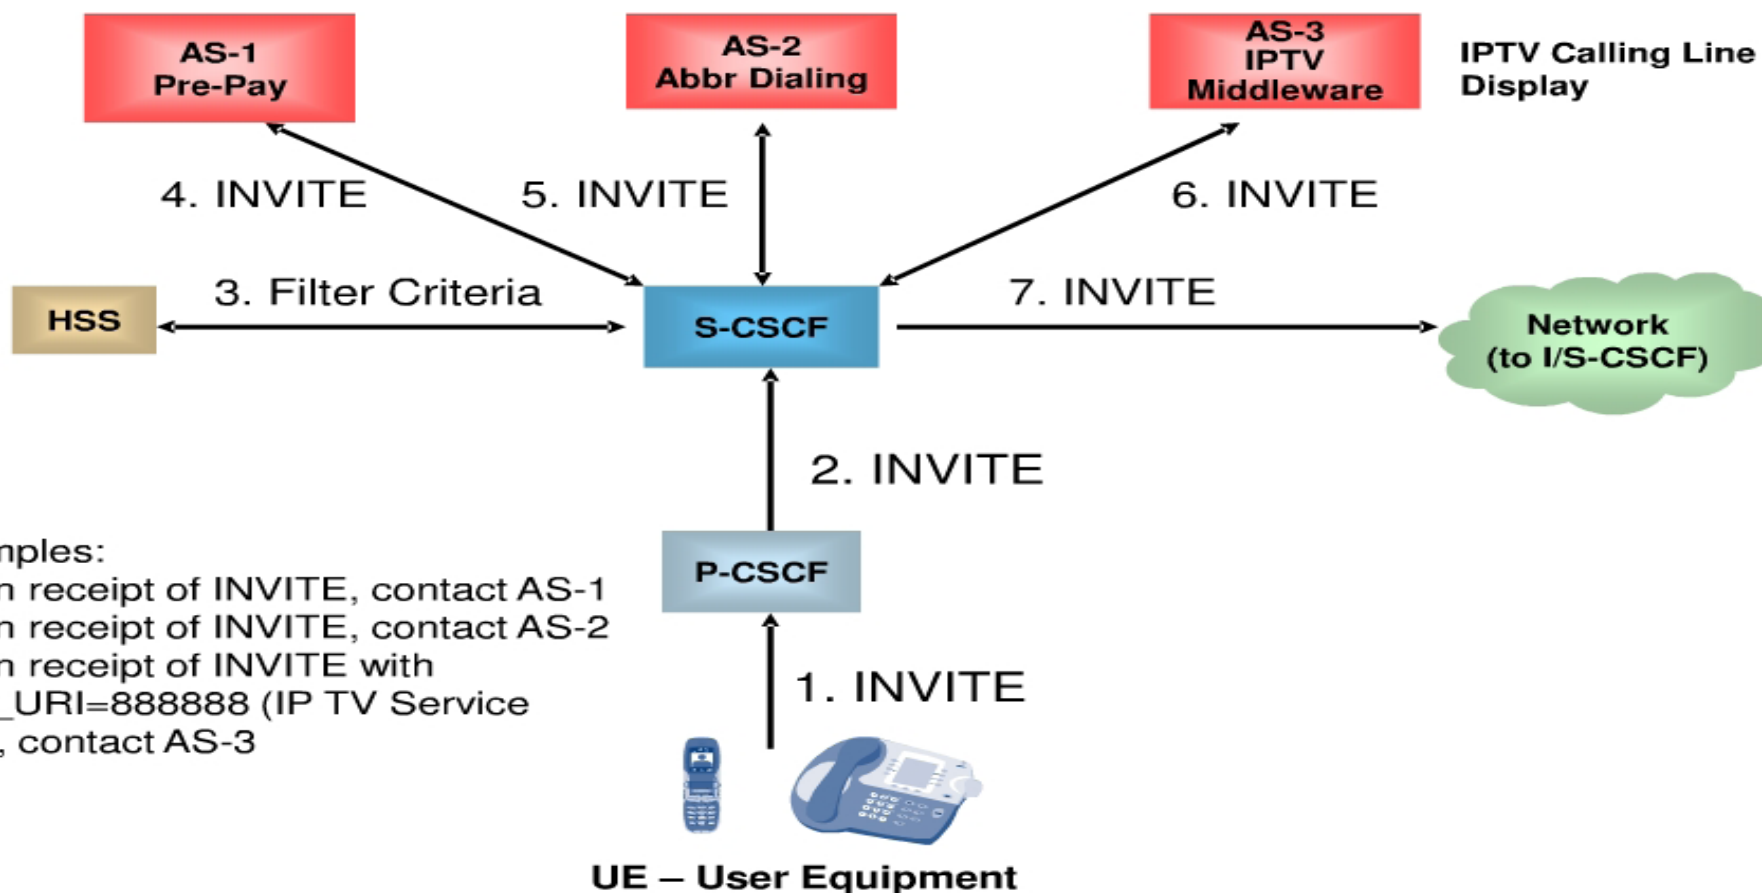 AS-1
Pre-Pay
AS-2
Abbr Dialing
AS-3
IPTV
Middleware
IPTV Calling Line
Display
4. INVITE
5. INVITE
6. INVITE
HSS
3. Filter Criteria
S-CSCF
7. INVITE
Network
(to I/S-CSCF)
2. INVITE
P-CSCF
1. INVITE
mples:
n receipt of INVITE, contact AS-1
n receipt of INVITE, contact AS-2
n receipt of INVITE with
_URI=888888 (IP TV Service
, contact AS-3
UE – User Equipment